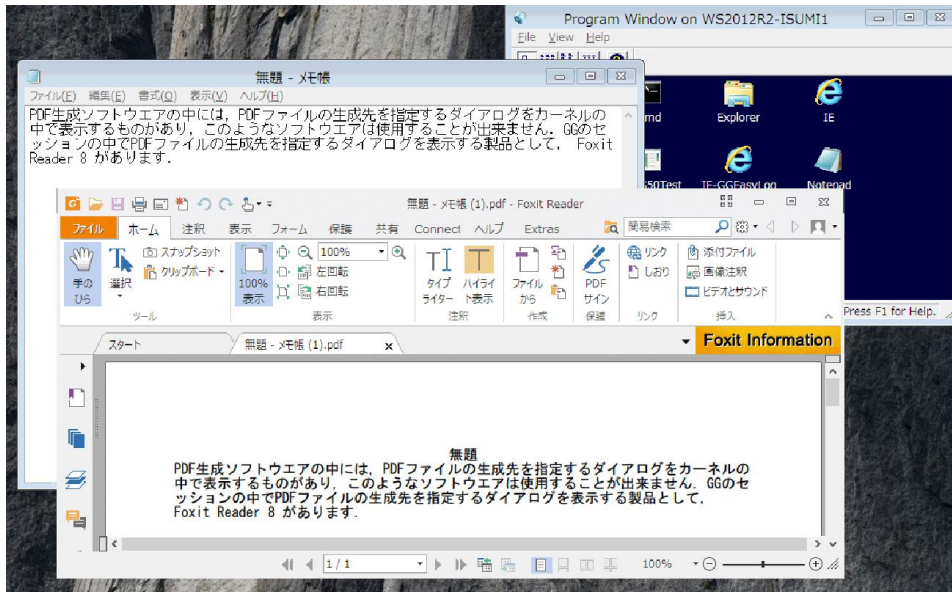 Program Window on WS2012R2-ISUMI1
File View Help
Explorer
IE
IE-GGEasyLog
Notepad
Press F1 for Help.
無題 - メモ帳
ファイル(F) 編集(E) 書式(O) 表示(V) ヘルプ(H)
PDF生成ソフトウエアの中には，PDFファイルの生成先を指定するダイアログをカーネルの
中で表示するものがあり，このようなソフトウエアは使用することが出来ません．GGのセ
ッションの中でPDFファイルの生成先を指定するダイアログを表示する製品として， Foxit
Reader 8 があります．
無題 - メモ帳 (1).pdf - Foxit Reader
ファイル ホーム 注釈 表示 フォーム 保護 共有 Connect ヘルプ Extras 簡易検索
手の
ひら
選択
スナップショット
クリップボード
ツール
100%
表示
100%
左回転
右回転
表示
タイプ
ライター
ハイライ
ト表示
注釈
ファイル
から
作成
PDF
サイン
保護
リンク
しおり
リンク
添付ファイル
画像注釈
ビデオとサウンド
挿入
スタート
無題 - メモ帳 (1).pdf x
Foxit Information
無題
PDF生成ソフトウエアの中には，PDFファイルの生成先を指定するダイアログをカーネルの
中で表示するものがあり，このようなソフトウエアは使用することが出来ません．GGのセ
ッションの中でPDFファイルの生成先を指定するダイアログを表示する製品として，
Foxit Reader 8 があります．
1 / 1
100%